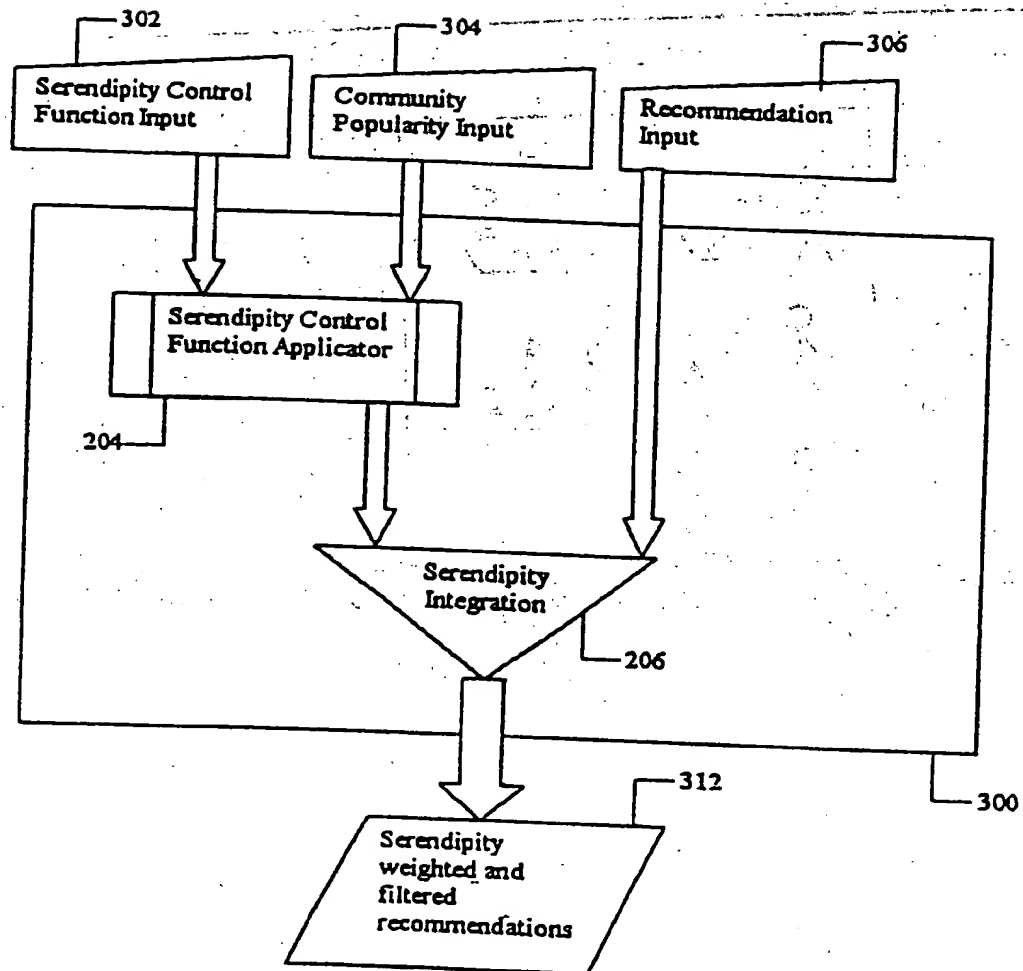 302
304
306
Serendipity Control
Function Input
Community
Popularity Input
Recommendation
Input
Serendipity Control
Function Applicator
204
Serendipity
Integration
206
300
312
Serendipity
weighted and
filtered
recommendations